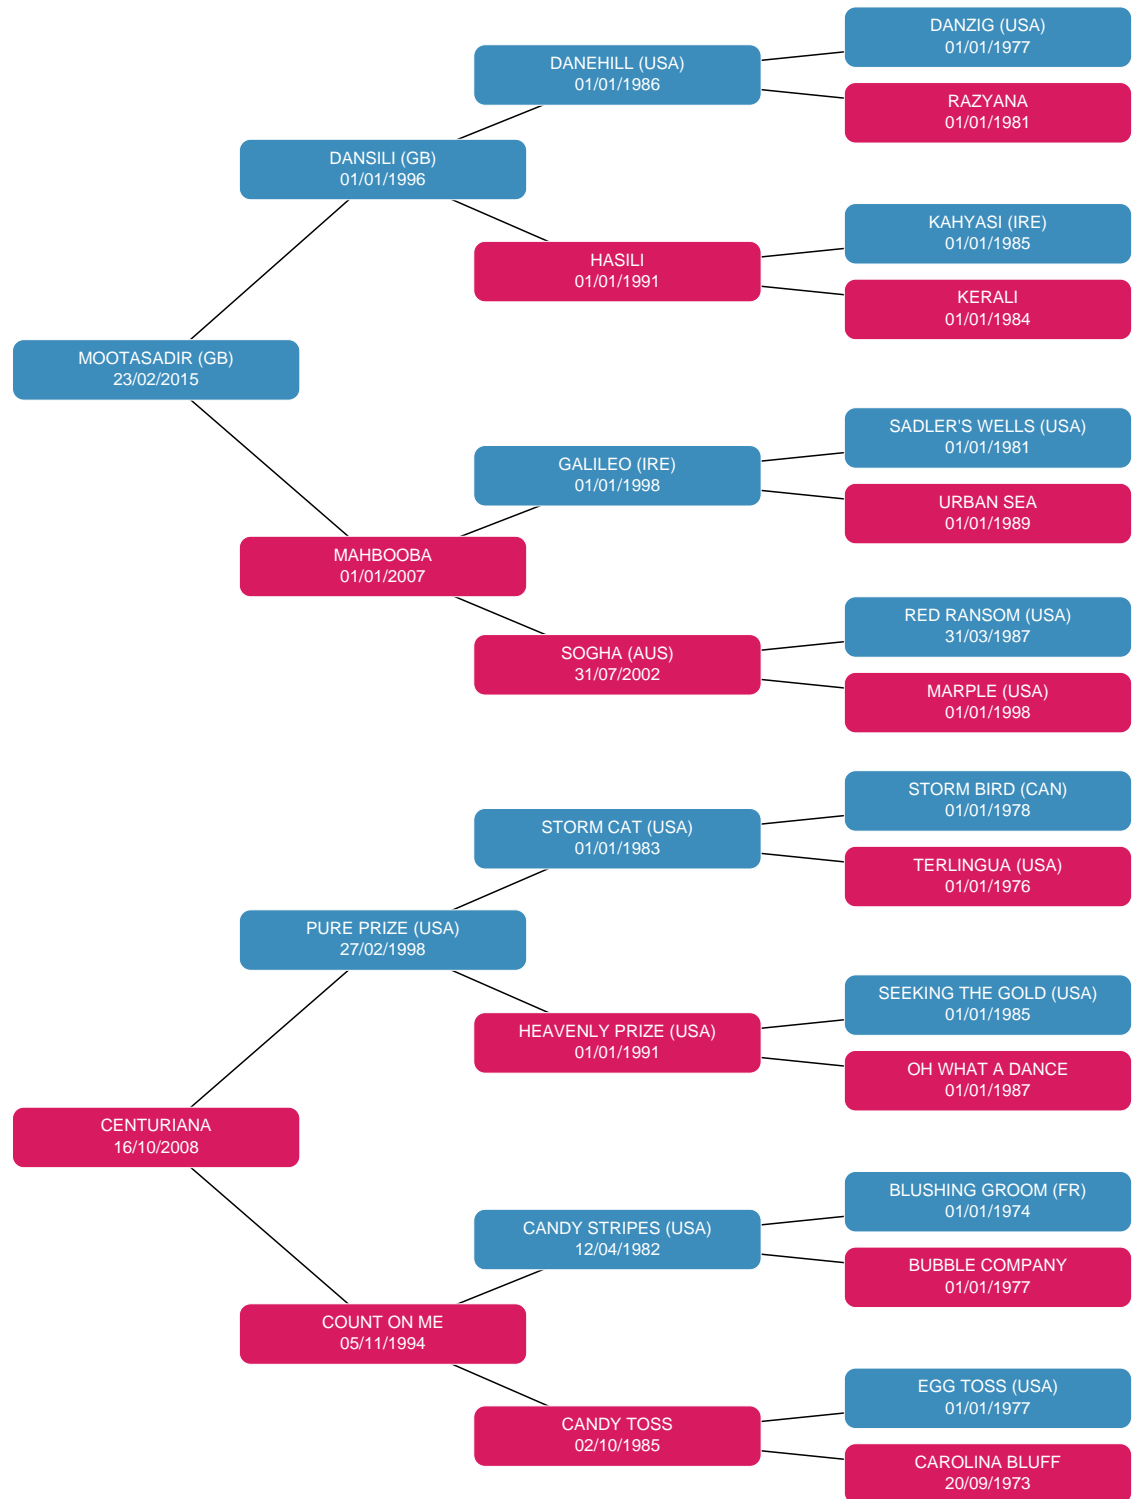 DANZIG (USA)
01/01/1977
DANEHILL (USA)
01/01/1986
RAZYANA
01/01/1981
DANSILI (GB)
01/01/1996
KAHYASI (IRE)
01/01/1985
HASILI
01/01/1991
KERALI
01/01/1984
MOOTASADIR (GB)
23/02/2015
SADLER'S WELLS (USA)
01/01/1981
GALILEO (IRE)
01/01/1998
URBAN SEA
01/01/1989
MAHBOOBA
01/01/2007
RED RANSOM (USA)
31/03/1987
SOGHA (AUS)
31/07/2002
MARPLE (USA)
01/01/1998
STORM BIRD (CAN)
01/01/1978
STORM CAT (USA)
01/01/1983
TERLINGUA (USA)
01/01/1976
PURE PRIZE (USA)
27/02/1998
SEEKING THE GOLD (USA)
01/01/1985
HEAVENLY PRIZE (USA)
01/01/1991
OH WHAT A DANCE
01/01/1987
CENTURIANA
16/10/2008
BLUSHING GROOM (FR)
01/01/1974
CANDY STRIPES (USA)
12/04/1982
BUBBLE COMPANY
01/01/1977
COUNT ON ME
05/11/1994
EGG TOSS (USA)
01/01/1977
CANDY TOSS
02/10/1985
CAROLINA BLUFF
20/09/1973